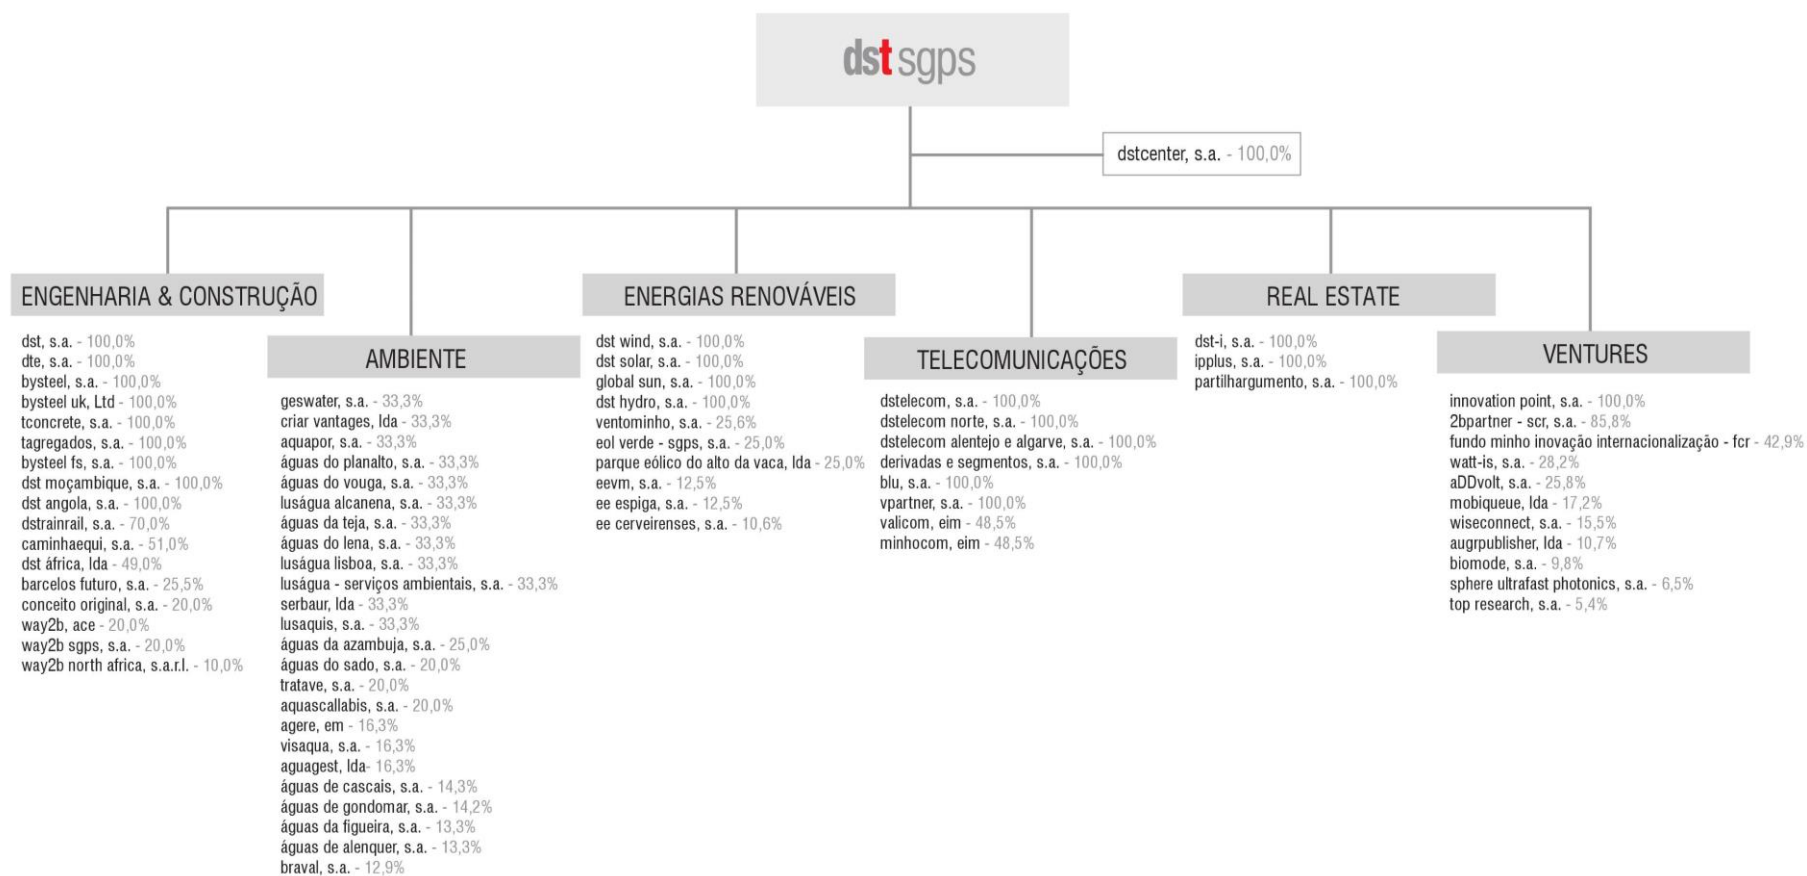 dst sgps
dstcenter, s.a. - 100,0%
ENGENHARIA & CONSTRUÇÃO
dst, s.a. - 100,0%
dte, s.a. - 100,0%
bysteel, s.a. - 100,0%
bysteel uk, Ltd - 100,0%
tconcrete, s.a. - 100,0%
tagregados, s.a. - 100,0%
bysteel fs, s.a. - 100,0%
dst moçambique, s.a. - 100,0%
dst angola, s.a. - 100,0%
dstrainrail, s.a. - 70,0%
caminhaequi, s.a. - 51,0%
dst áfrica, lda - 49,0%
barcelos futuro, s.a. - 25,5%
conceito original, s.a. - 20,0%
way2b, ace - 20,0%
way2b sgps, s.a. - 20,0%
way2b north africa, s.a.r.l. - 10,0%
AMBIENTE
geswater, s.a. - 33,3%
criar vantages, lda - 33,3%
aquapor, s.a. - 33,3%
águas do planalto, s.a. - 33,3%
águas do vouga, s.a. - 33,3%
luságua alcanena, s.a. - 33,3%
águas da teja, s.a. - 33,3%
águas do lena, s.a. - 33,3%
luságua lisboa, s.a. - 33,3%
luságua - serviços ambientais, s.a. - 33,3%
serbaur, lda - 33,3%
lusaquis, s.a. - 33,3%
águas da azambuja, s.a. - 25,0%
águas do sado, s.a. - 20,0%
tratave, s.a. - 20,0%
aquascallabis, s.a. - 20,0%
agere, em - 16,3%
visaqua, s.a. - 16,3%
aguagest, lda- 16,3%
águas de cascais, s.a. - 14,3%
águas de gondomar, s.a. - 14,2%
águas da figueira, s.a. - 13,3%
águas de alenquer, s.a. - 13,3%
braval, s.a. - 12,9%
ENERGIAS RENOVÁVEIS
dst wind, s.a. - 100,0%
dst solar, s.a. - 100,0%
global sun, s.a. - 100,0%
dst hydro, s.a. - 100,0%
ventominho, s.a. - 25,6%
eol verde - sgps, s.a. - 25,0%
parque eólico do alto da vaca, lda - 25,0%
eevm, s.a. - 12,5%
ee espiga, s.a. - 12,5%
ee cerveirenses, s.a. - 10,6%
TELECOMUNICAÇÕES
dstelecom, s.a. - 100,0%
dstelecom norte, s.a. - 100,0%
dstelecom alentejo e algarve, s.a. - 100,0%
derivadas e segmentos, s.a. - 100,0%
blu, s.a. - 100,0%
vpartner, s.a. - 100,0%
valicom, eim - 48,5%
minhocom, eim - 48,5%
REAL ESTATE
dst-i, s.a. - 100,0%
ipplus, s.a. - 100,0%
partilhargumento, s.a. - 100,0%
VENTURES
innovation point, s.a. - 100,0%
2bpartner - scr, s.a. - 85,8%
fundo minho inovação internacionalização - fcr - 42,9%
watt-is, s.a. - 28,2%
aDDvolt, s.a. - 25,8%
mobiqueue, lda - 17,2%
wiseconnect, s.a. - 15,5%
augrpublisher, lda - 10,7%
biomode, s.a. - 9,8%
sphere ultrafast photonics, s.a. - 6,5%
top research, s.a. - 5,4%